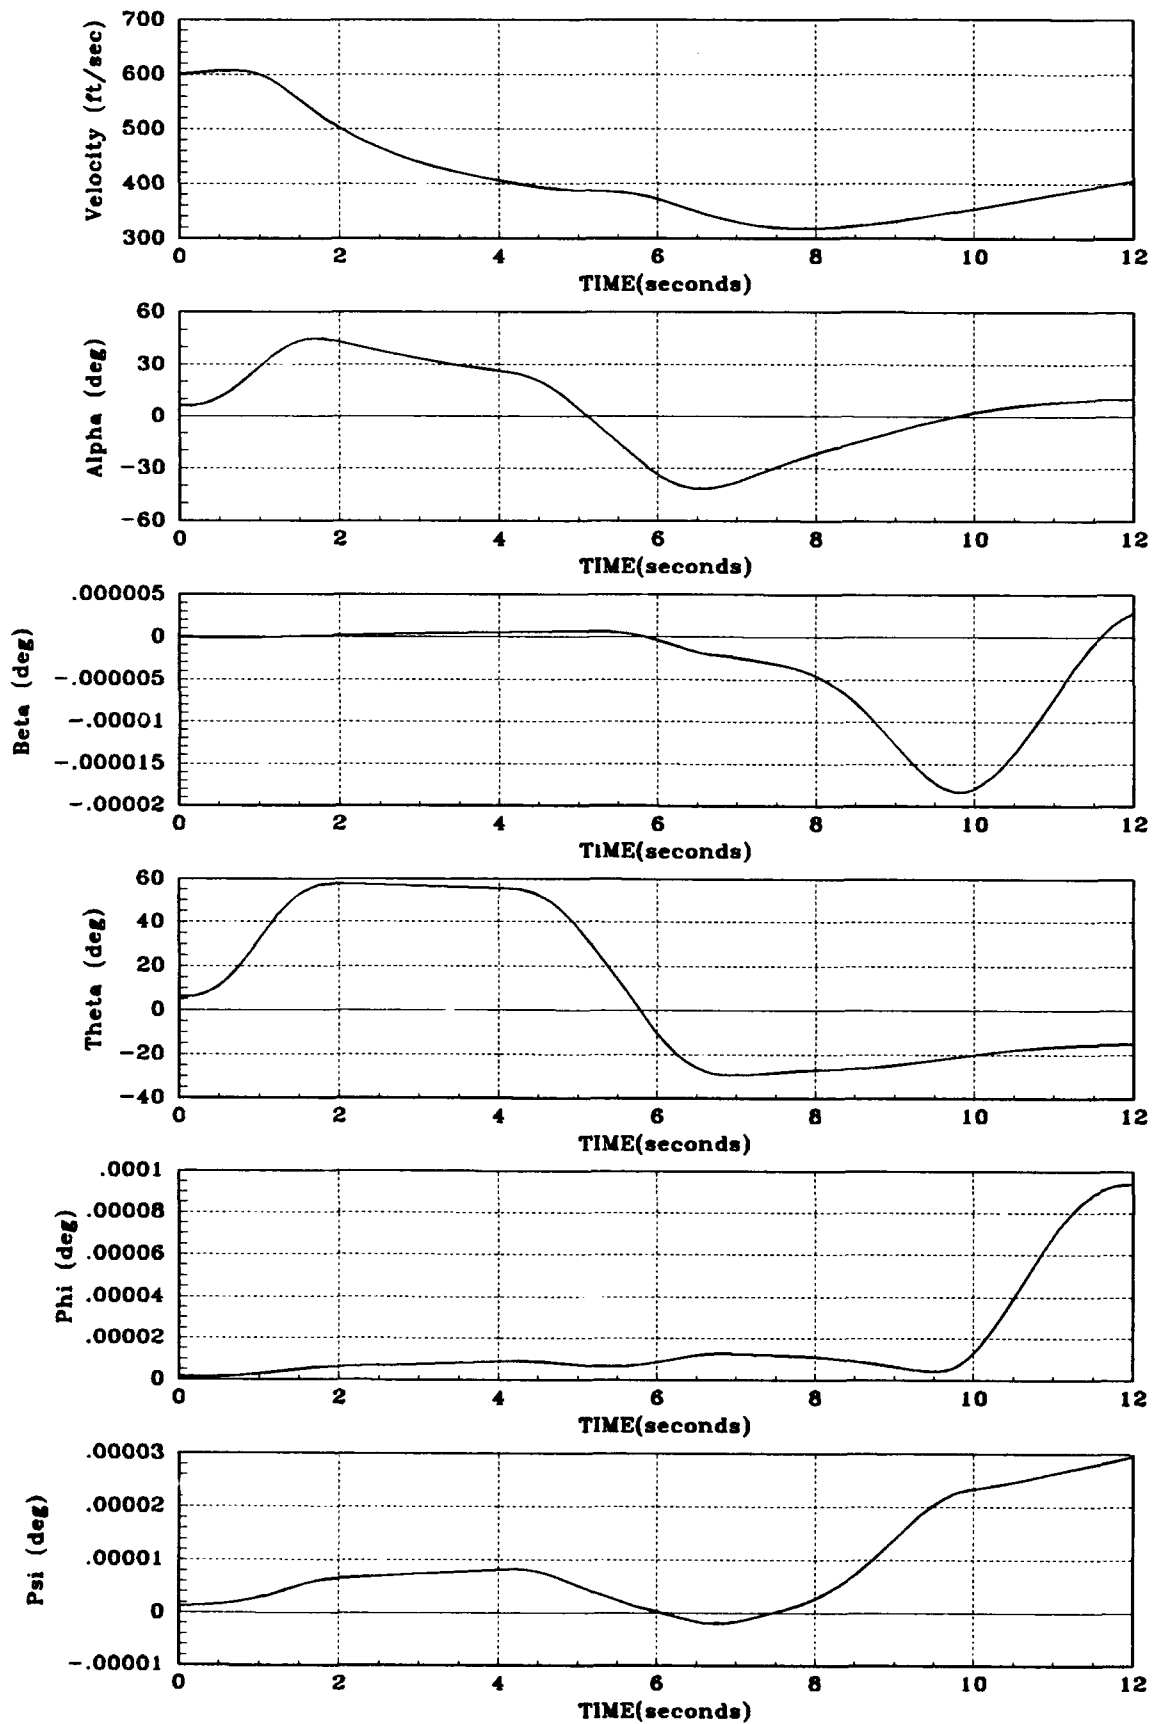 Velocity (ft/sec)
700
600
500
400
300
0 2 4 6 8 10 12
TIME(seconds)
Alpha (deg)
60
30
0
-30
-60
0 2 4 6 8 10 12
TIME(seconds)
Beta (deg)
.000005
0
-.000005
-.00001
-.000015
-.00002
0 2 4 6 8 10 12
TIME(seconds)
Theta (deg)
60
40
20
0
-20
-40
0 2 4 6 8 10 12
TIME(seconds)
Phi (deg)
.0001
.00008
.00006
.00004
.00002
0
0 2 4 6 8 10 12
TIME(seconds)
Psi (deg)
.00003
.00002
.00001
0
-.00001
0 2 4 6 8 10 12
TIME(seconds)